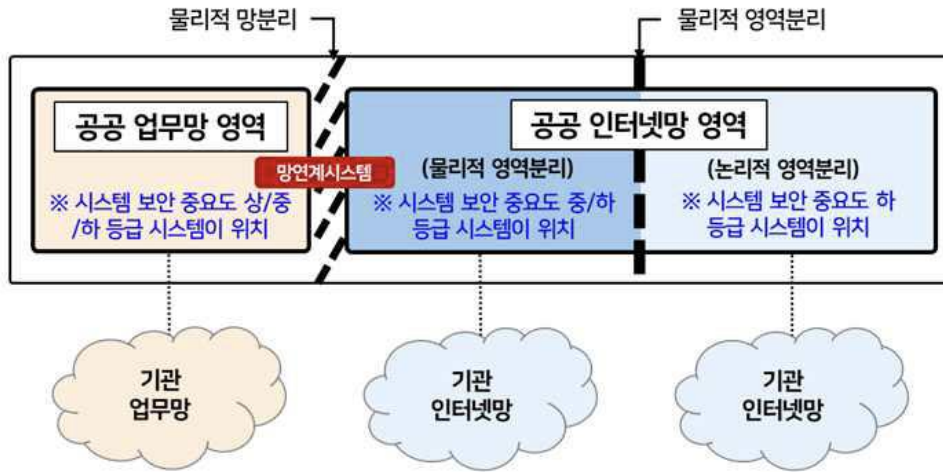 물리적 망분리
물리적 영역분리
공공 업무망 영역
공공 인터넷망 영역
망연계시스템
(물리적 영역분리)
(논리적 영역분리)
※ 시스템 보안 중요도 상/중
/하 등급 시스템이 위치
※ 시스템 보안 중요도 중/하
등급 시스템이 위치
※ 시스템 보안 중요도 하
등급 시스템이 위치
기관
업무망
기관
인터넷망
기관
인터넷망